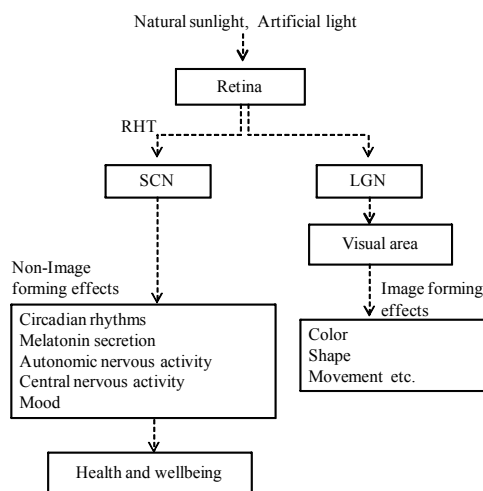 Natural sunlight, Artificial light
Retina
RHT
SCN
LGN
Visual area
Non-Image
forming effects
Image forming
effects
Circadian rhythms
Melatonin secretion
Autonomic nervous activity
Central nervous activity
Mood
Color
Shape
Movement etc.
Health and wellbeing